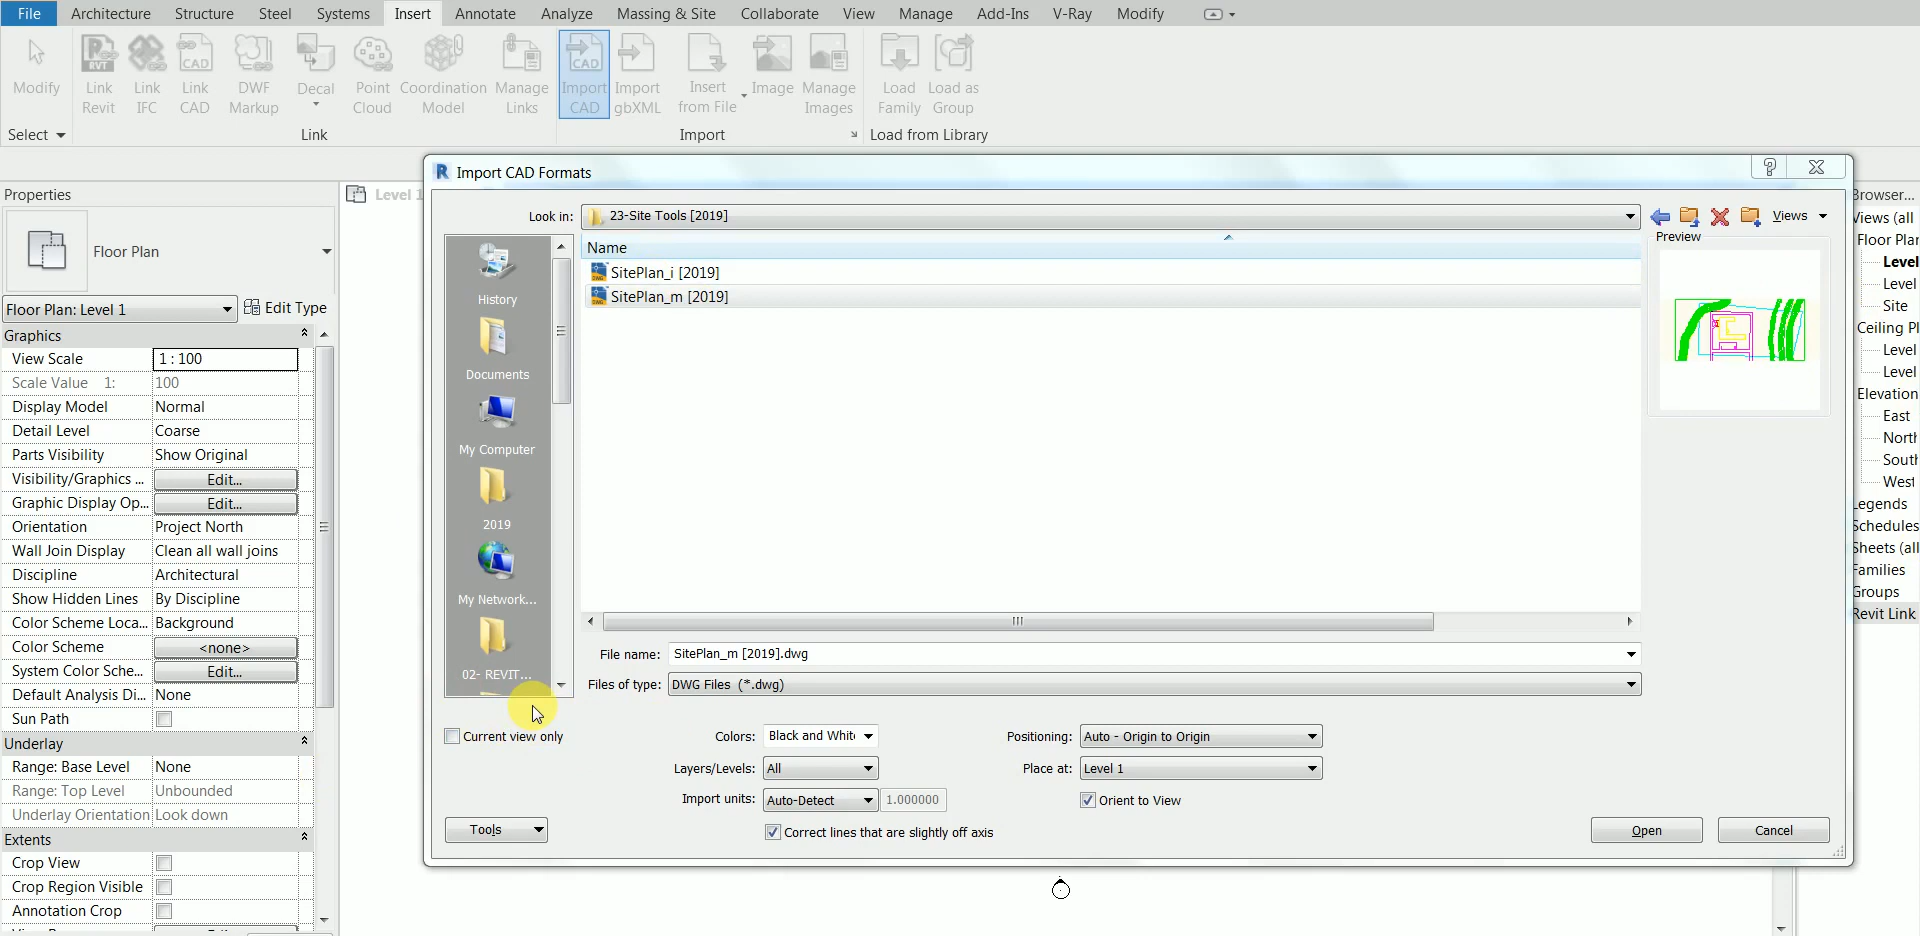 File Architecture Structure Steel Systems Insert Annotate Analyze Massing & Site Collaborate View Manage Add-Ins V-Ray Modify
Modify
Link Revit
Link IFC
Link CAD
DWF Markup
Decal
Point Cloud
Coordination Model
Manage Links
Import CAD
Import gbXML
Insert from File
Image
Manage Images
Load Family
Load as Group
Select
Link
Import
Load from Library
Properties
Floor Plan
Floor Plan: Level 1
Edit Type
Graphics
View Scale 1 : 100
Scale Value 1: 100
Display Model Normal
Detail Level Coarse
Parts Visibility Show Original
Visibility/Graphics ... Edit...
Graphic Display Op... Edit...
Orientation Project North
Wall Join Display Clean all wall joins
Discipline Architectural
Show Hidden Lines By Discipline
Color Scheme Loca... Background
Color Scheme <none>
System Color Sche... Edit...
Default Analysis Di... None
Sun Path
Underlay
Range: Base Level None
Range: Top Level Unbounded
Underlay Orientation Look down
Extents
Crop View
Crop Region Visible
Annotation Crop
Level 1
Import CAD Formats
Look in: 23-Site Tools [2019]
Views
Preview
Name
SitePlan_i [2019]
SitePlan_m [2019]
History
Documents
My Computer
2019
My Network...
02- REVIT...
File name: SitePlan_m [2019].dwg
Files of type: DWG Files (*.dwg)
Current view only
Colors: Black and White
Layers/Levels: All
Import units: Auto-Detect 1.000000
Correct lines that are slightly off axis
Positioning: Auto - Origin to Origin
Place at: Level 1
Orient to View
Tools
Open
Cancel
Browser...
Views (all
Floor Plan
Level
Level
Site
Ceiling Pl
Level
Level
Elevation
East
North
South
West
Legends
Schedules
Sheets (all
Families
Groups
Revit Link